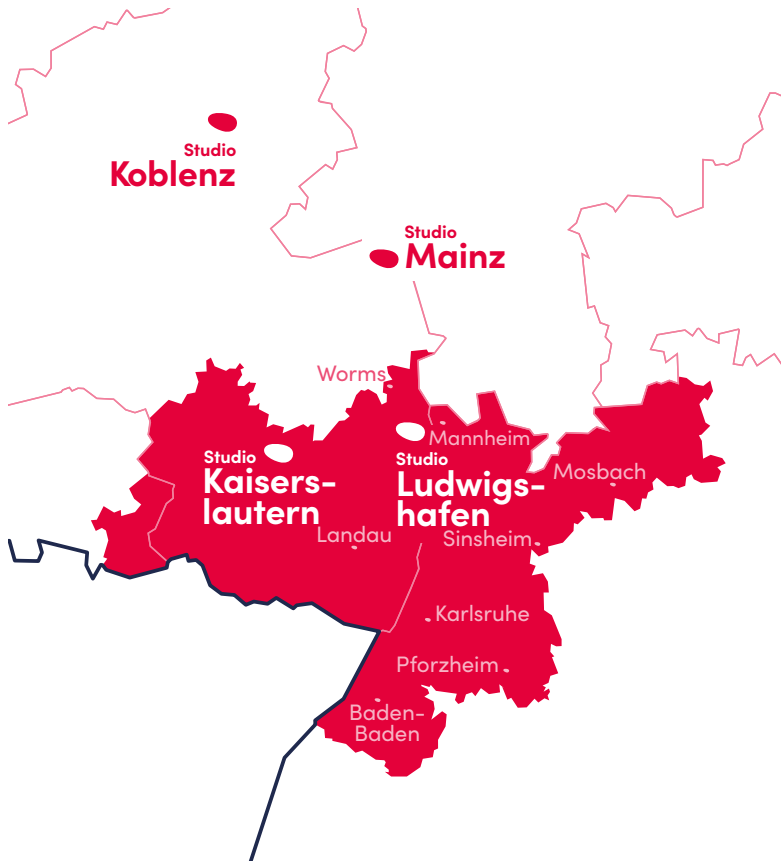 Studio
Koblenz
Studio
Mainz
Worms
Mannheim
Studio
Kaisers-
lautern
Studio
Ludwigs-
hafen
Mosbach
Landau
Sinsheim
Karlsruhe
Pforzheim
Baden-
Baden